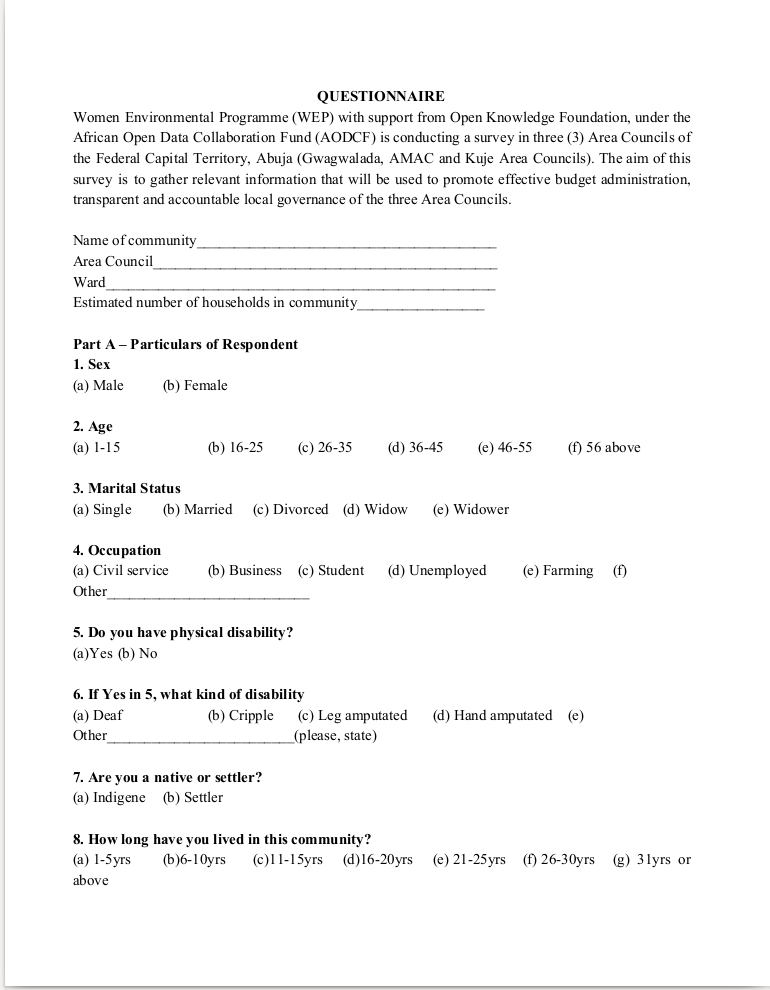 QUESTIONNAIRE
Women Environmental Programme (WEP) with support from Open Knowledge Foundation, under the
African Open Data Collaboration Fund (AODCF) is conducting a survey in three (3) Area Councils of
the Federal Capital Territory, Abuja (Gwagwalada, AMAC and Kuje Area Councils). The aim of this
survey is to gather relevant information that will be used to promote effective budget administration,
transparent and accountable local governance of the three Area Councils.
Name of community________________________________________
Area Council______________________________________________
Ward____________________________________________________
Estimated number of households in community_________________
Part A – Particulars of Respondent
1. Sex
(a) Male (b) Female
2. Age
(a) 1-15 (b) 16-25 (c) 26-35 (d) 36-45 (e) 46-55 (f) 56 above
3. Marital Status
(a) Single (b) Married (c) Divorced (d) Widow (e) Widower
4. Occupation
(a) Civil service (b) Business (c) Student (d) Unemployed (e) Farming (f)
Other___________________________
5. Do you have physical disability?
(a)Yes (b) No
6. If Yes in 5, what kind of disability
(a) Deaf (b) Cripple (c) Leg amputated (d) Hand amputated (e)
Other_________________________(please, state)
7. Are you a native or settler?
(a) Indigene (b) Settler
8. How long have you lived in this community?
(a) 1-5yrs (b)6-10yrs (c)11-15yrs (d)16-20yrs (e) 21-25yrs (f) 26-30yrs (g) 31yrs or
above